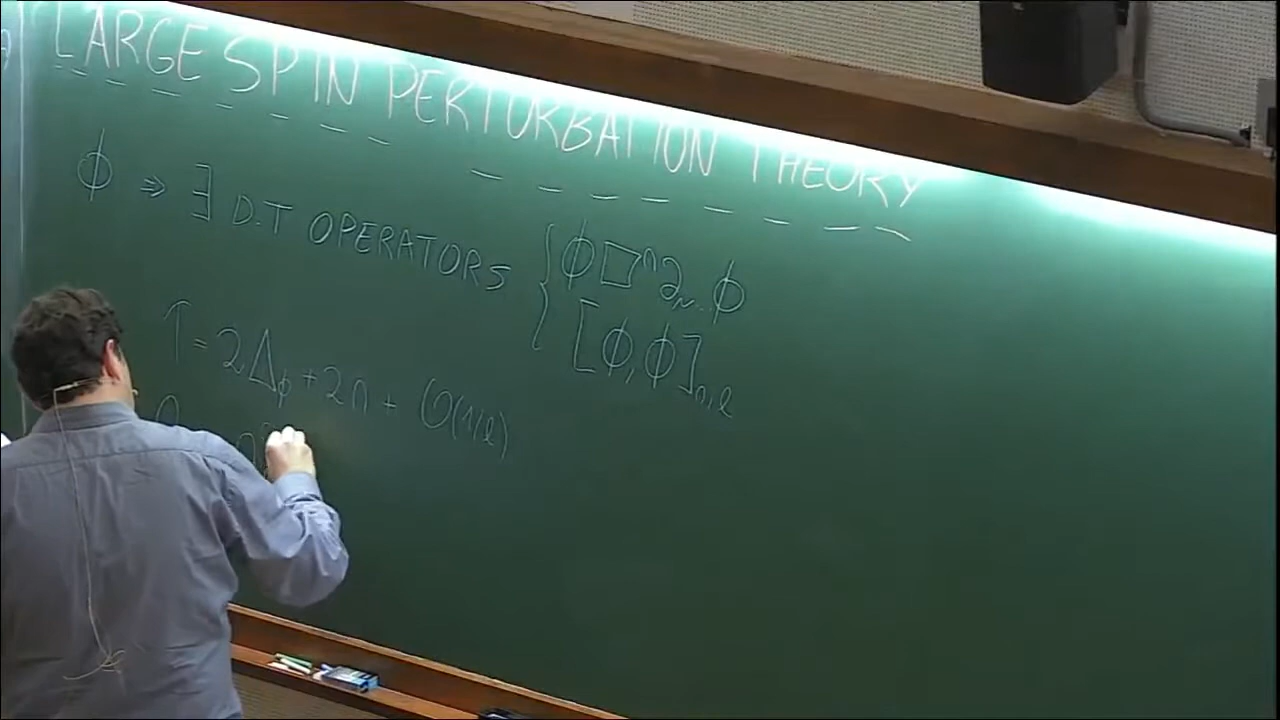 LARGE SPIN PERTURBATION THEORY
ϕ ⇒ ∃ D.T OPERATORS { ϕ □ⁿ ∂μ.. ϕ
[ϕ,ϕ]n,ℓ
τ = 2Δϕ + 2n + O(1/ℓ)